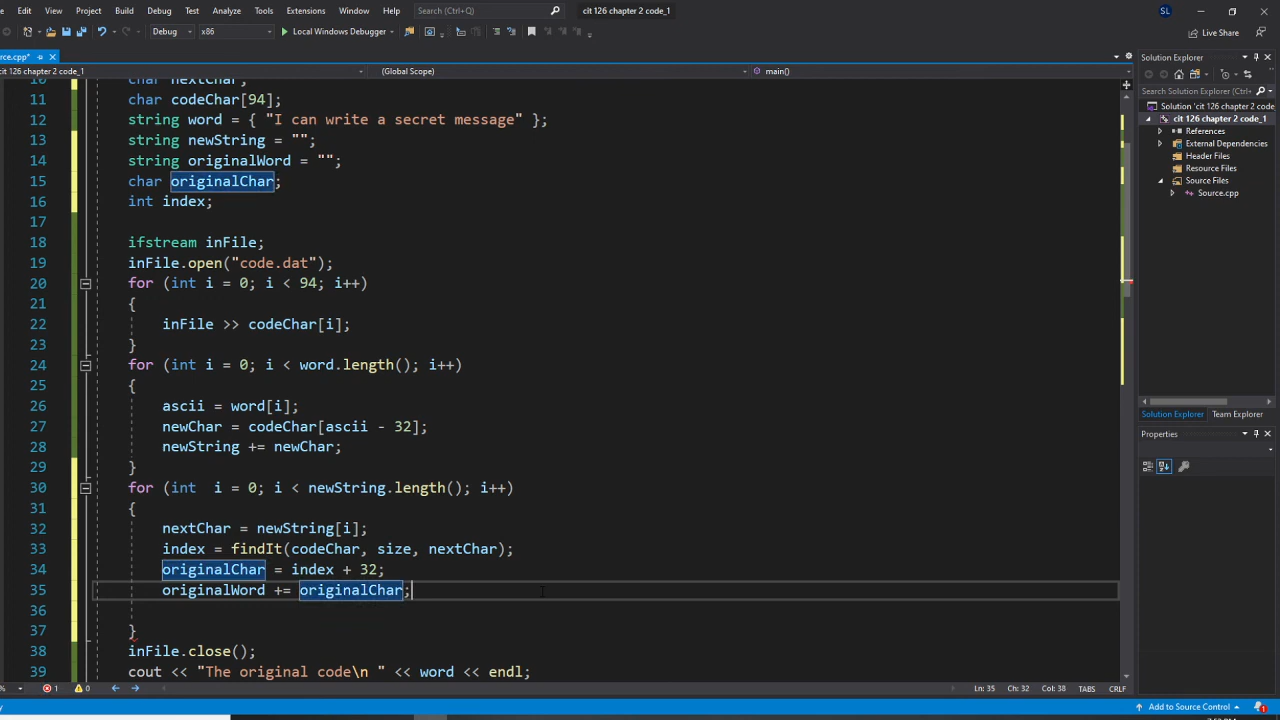 Edit View Project Build Debug Test Analyze Tools Extensions Window Help Search (Ctrl+Q) cit 126 chapter 2 code_1 SL
Debug x86 Local Windows Debugger Live Share
rce.cpp*
cit 126 chapter 2 code_1 (Global Scope) main()
10 char nextChar;
11 char codeChar[94];
12 string word = { "I can write a secret message" };
13 string newString = "";
14 string originalWord = "";
15 char originalChar;
16 int index;
17
18 ifstream inFile;
19 inFile.open("code.dat");
20 for (int i = 0; i < 94; i++)
21 {
22 inFile >> codeChar[i];
23 }
24 for (int i = 0; i < word.length(); i++)
25 {
26 ascii = word[i];
27 newChar = codeChar[ascii - 32];
28 newString += newChar;
29 }
30 for (int  i = 0; i < newString.length(); i++)
31 {
32 nextChar = newString[i];
33 index = findIt(codeChar, size, nextChar);
34 originalChar = index + 32;
35 originalWord += originalChar;
36
37 }
38 inFile.close();
39 cout << "The original code\n " << word << endl;
% 1 0 Ln: 35 Ch: 32 Col: 38 TABS CRLF
Solution Explorer
Search Solution Explorer (Ctrl+
Solution 'cit 126 chapter 2 code
cit 126 chapter 2 code_1
References
External Dependencies
Header Files
Resource Files
Source Files
Source.cpp
Solution Explorer Team Explorer
Properties
Add to Source Control 1